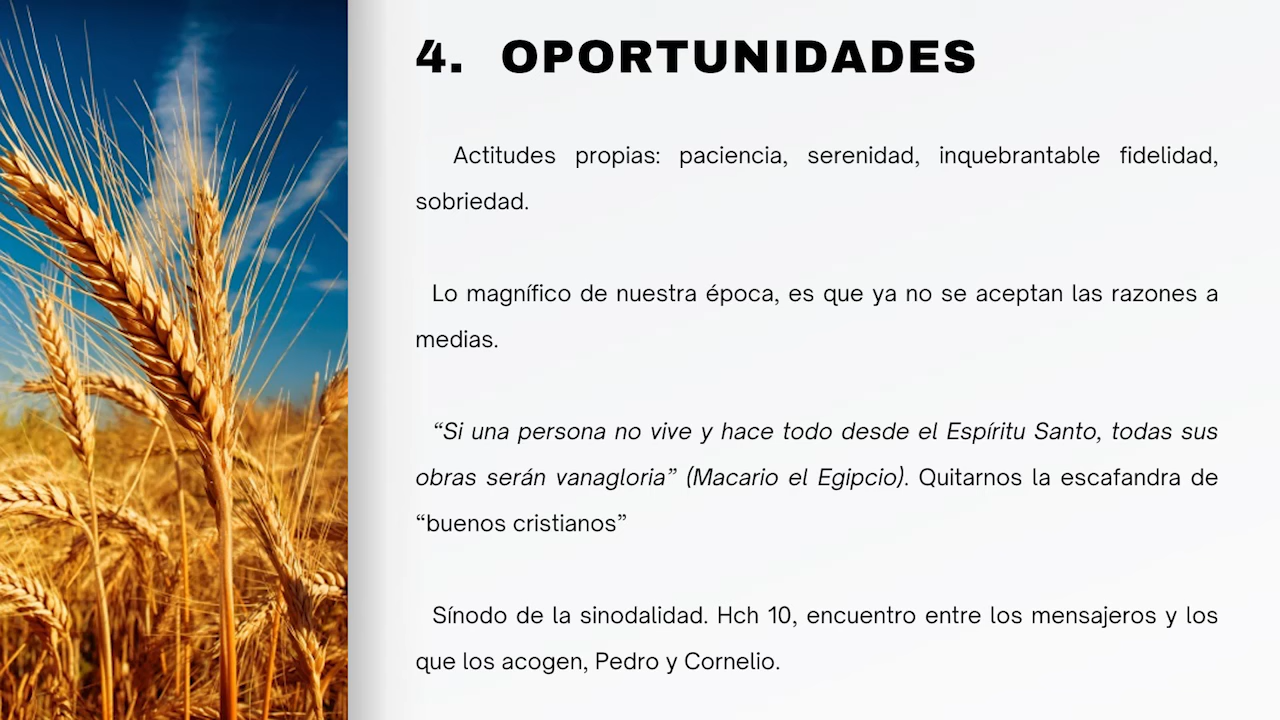 4. OPORTUNIDADES
Actitudes propias: paciencia, serenidad, inquebrantable fidelidad,
sobriedad.
Lo magnífico de nuestra época, es que ya no se aceptan las razones a
medias.
“Si una persona no vive y hace todo desde el Espíritu Santo, todas sus
obras serán vanagloria” (Macario el Egipcio). Quitarnos la escafandra de
“buenos cristianos”
Sínodo de la sinodalidad. Hch 10, encuentro entre los mensajeros y los
que los acogen, Pedro y Cornelio.